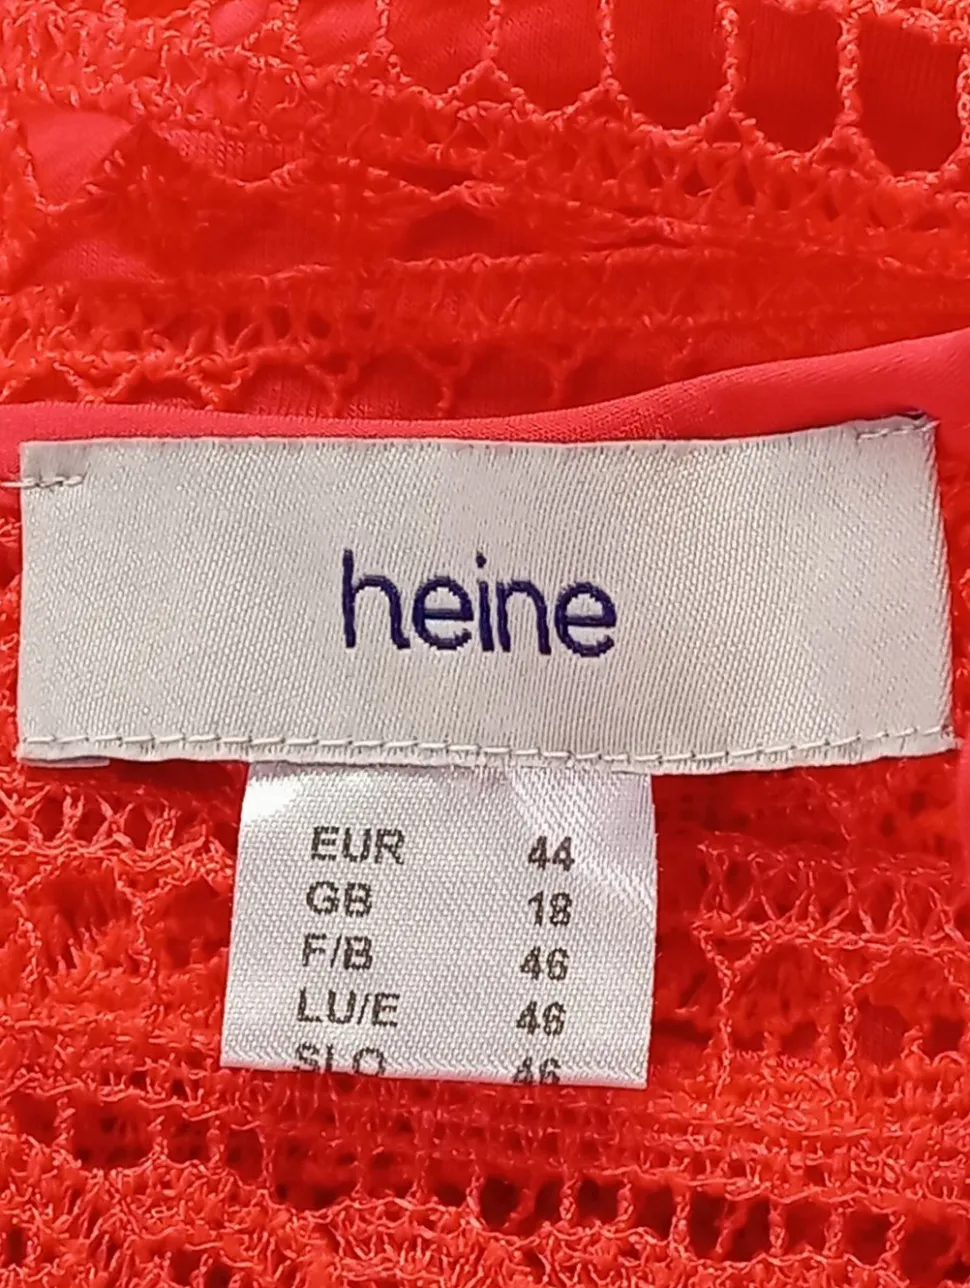 heine
EUR 44
GB 18
F/B 46
LU/E 46
SLO 46